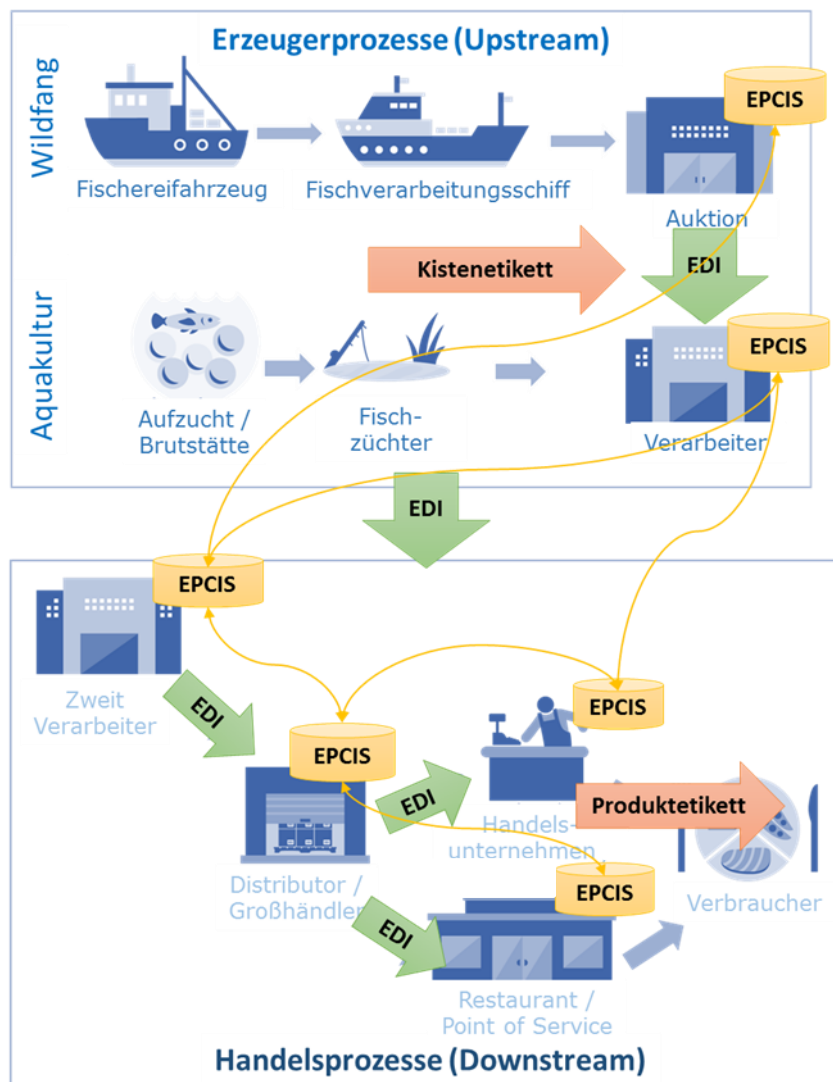 Erzeugerprozesse (Upstream)
Wildfang
EPCIS
Fischereifahrzeug
Fischverarbeitungsschiff
Auktion
Kistenetikett
EDI
Aquakultur
EPCIS
Aufzucht /
Brutstätte
Fisch-
züchter
Verarbeiter
EDI
EPCIS
Zweit
Verarbeiter
EDI
EPCIS
EPCIS
EDI
Produktetikett
Handels-
unternehmen
Distributor /
Großhändler
EPCIS
Verbraucher
EDI
Restaurant /
Point of Service
Handelsprozesse (Downstream)